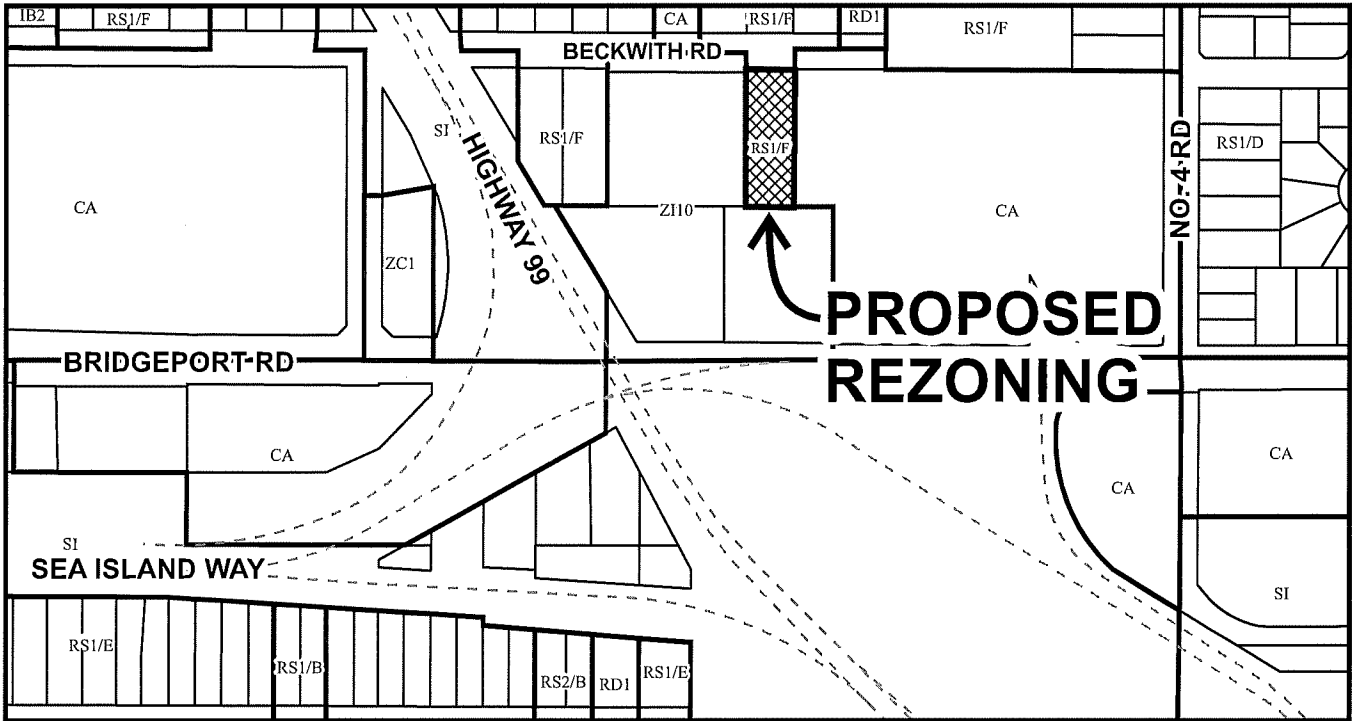 IB2
RS1/F
CA
RS1/F
RD1
RS1/F
BECKWITH RD
SI
HIGHWAY 99
RS1/F
RS1/F
NO. 4 RD
RS1/D
CA
ZI10
CA
ZC1
PROPOSED
REZONING
BRIDGEPORT RD
CA
CA
CA
SI
SEA ISLAND WAY
SI
RS1/E
RS1/B
RS2/B
RD1
RS1/E